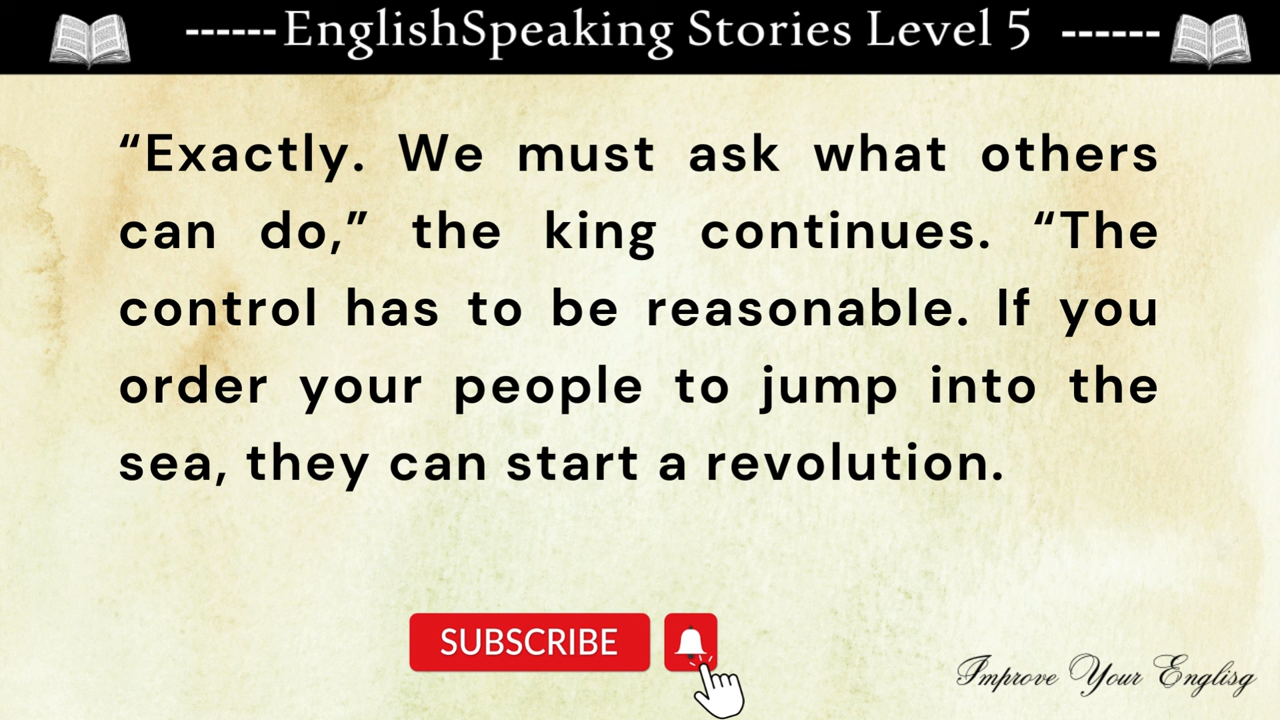 ------EnglishSpeaking Stories Level 5 ------
“Exactly. We must ask what others
can do,” the king continues. “The
control has to be reasonable. If you
order your people to jump into the
sea, they can start a revolution.
SUBSCRIBE
Improve Your Englisg